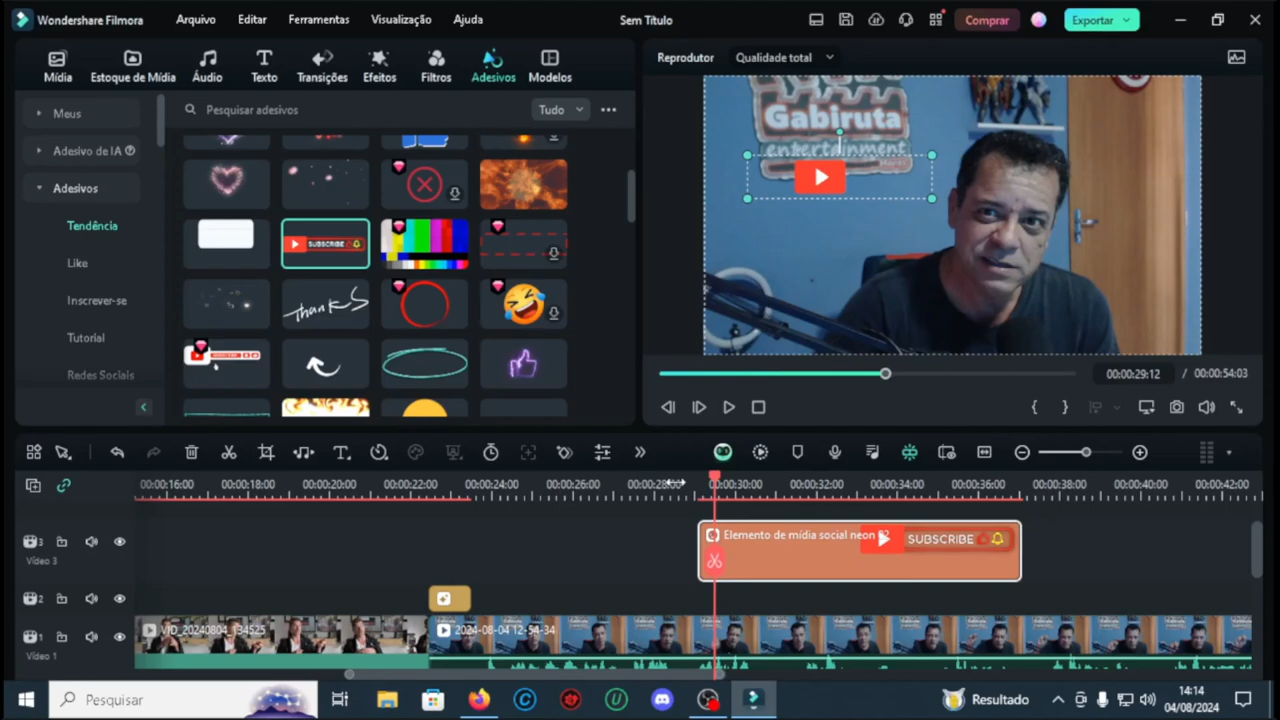 Wondershare Filmora
Arquivo
Editar
Ferramentas
Visualização
Ajuda
Sem Título
Comprar
Exportar
Mídia
Estoque de Mídia
Áudio
Texto
Transições
Efeitos
Filtros
Adesivos
Modelos
Reprodutor
Qualidade total
Meus
Pesquisar adesivos
Tudo
Adesivo de IA
Adesivos
Tendência
Like
Inscrever-se
Tutorial
Redes Sociais
SUBSCRIBE
thanks
Gabiruta
entertainment
00:00:29:12 / 00:00:54:03
00:00:16:00 00:00:18:00 00:00:20:00 00:00:22:00 00:00:24:00 00:00:26:00 00:00:28:00 00:00:30:00 00:00:32:00 00:00:34:00 00:00:36:00 00:00:38:00 00:00:40:00 00:00:42:00
3
Vídeo 3
Elemento de mídia social neon 02
SUBSCRIBE
2
1
Vídeo 1
VID_20240804_134525
2024-08-04 12-54-34
Pesquisar
Resultado
14:14
04/08/2024